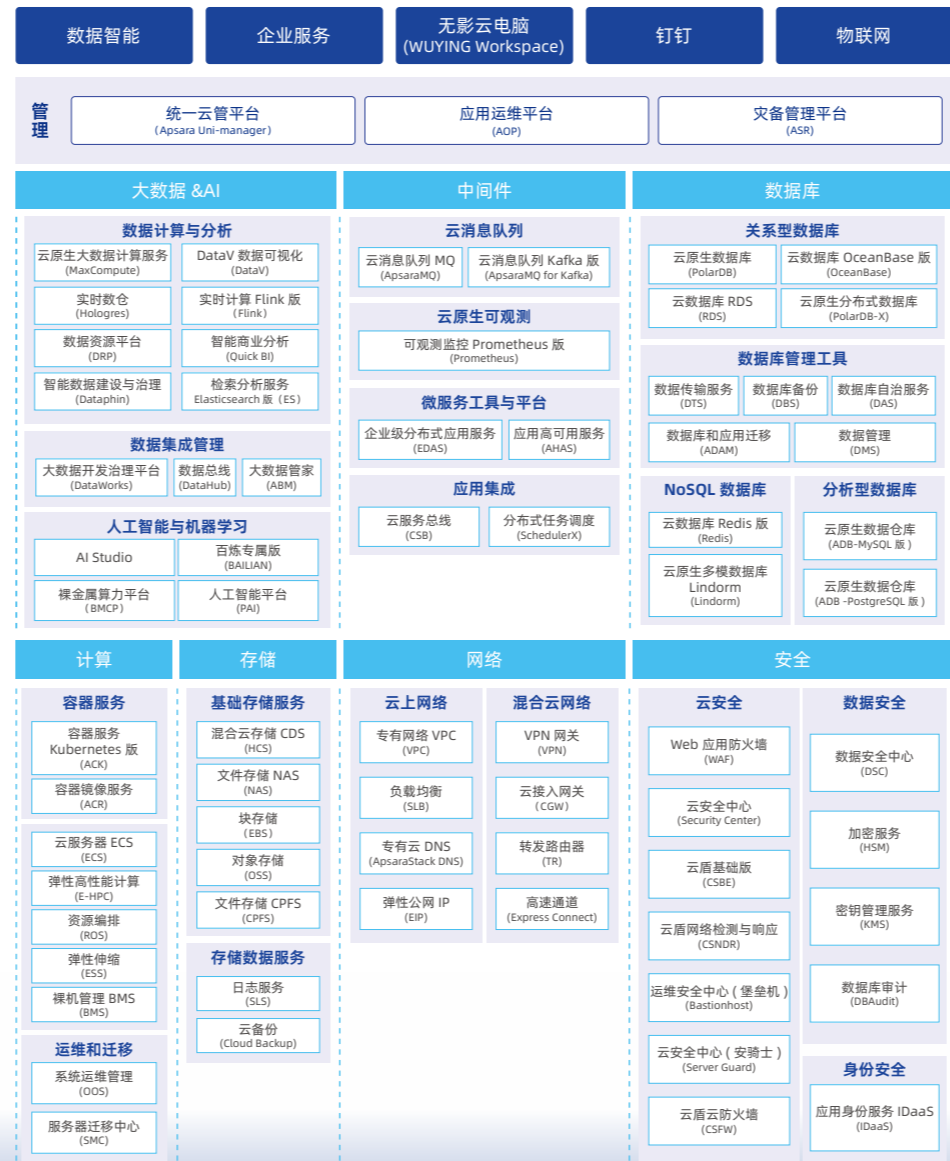 数据智能
企业服务
无影云电脑
(WUYING Workspace)
钉钉
物联网
管理
统一云管平台
(Apsara Uni-manager)
应用运维平台
(AOP)
灾备管理平台
(ASR)
大数据 &AI
数据计算与分析
云原生大数据计算服务
(MaxCompute)
DataV 数据可视化
(DataV)
实时数仓
(Hologres)
实时计算 Flink 版
(Flink)
数据资源平台
(DRP)
智能商业分析
(Quick BI)
智能数据建设与治理
(Dataphin)
检索分析服务
Elasticsearch 版（ES）
数据集成管理
大数据开发治理平台
(DataWorks)
数据总线
(DataHub)
大数据管家
(ABM)
人工智能与机器学习
AI Studio
百炼专属版
(BAILIAN)
裸金属算力平台
(BMCP)
人工智能平台
(PAI)
中间件
云消息队列
云消息队列 MQ
(ApsaraMQ)
云消息队列 Kafka 版
(ApsaraMQ for Kafka)
云原生可观测
可观测监控 Prometheus 版
(Prometheus)
微服务工具与平台
企业级分布式应用服务
(EDAS)
应用高可用服务
(AHAS)
应用集成
云服务总线
(CSB)
分布式任务调度
(SchedulerX)
数据库
关系型数据库
云原生数据库
(PolarDB)
云数据库 OceanBase 版
(OceanBase)
云数据库 RDS
(RDS)
云原生分布式数据库
(PolarDB-X)
数据库管理工具
数据传输服务
(DTS)
数据库备份
(DBS)
数据库自治服务
(DAS)
数据库和应用迁移
(ADAM)
数据管理
(DMS)
NoSQL 数据库
云数据库 Redis 版
(Redis)
云原生多模数据库
Lindorm
(Lindorm)
分析型数据库
云原生数据仓库
(ADB-MySQL 版 )
云原生数据仓库
(ADB -PostgreSQL 版 )
计算
容器服务
容器服务
Kubernetes 版
(ACK)
容器镜像服务
(ACR)
云服务器 ECS
(ECS)
弹性高性能计算
(E-HPC)
资源编排
(ROS)
弹性伸缩
(ESS)
裸机管理 BMS
(BMS)
运维和迁移
系统运维管理
(OOS)
服务器迁移中心
(SMC)
存储
基础存储服务
混合云存储 CDS
(HCS)
文件存储 NAS
(NAS)
块存储
(EBS)
对象存储
(OSS)
文件存储 CPFS
(CPFS)
存储数据服务
日志服务
(SLS)
云备份
(Cloud Backup)
网络
云上网络
专有网络 VPC
(VPC)
负载均衡
(SLB)
专有云 DNS
(ApsaraStack DNS)
弹性公网 IP
(EIP)
混合云网络
VPN 网关
(VPN)
云接入网关
(CGW)
转发路由器
(TR)
高速通道
(Express Connect)
安全
云安全
Web 应用防火墙
(WAF)
云安全中心
(Security Center)
云盾基础版
(CSBE)
云盾网络检测与响应
(CSNDR)
运维安全中心 ( 堡垒机 )
(Bastionhost)
云安全中心 ( 安骑士 )
(Server Guard)
云盾云防火墙
(CSFW)
数据安全
数据安全中心
(DSC)
加密服务
(HSM)
密钥管理服务
(KMS)
数据库审计
(DBAudit)
身份安全
应用身份服务 IDaaS
(IDaaS)